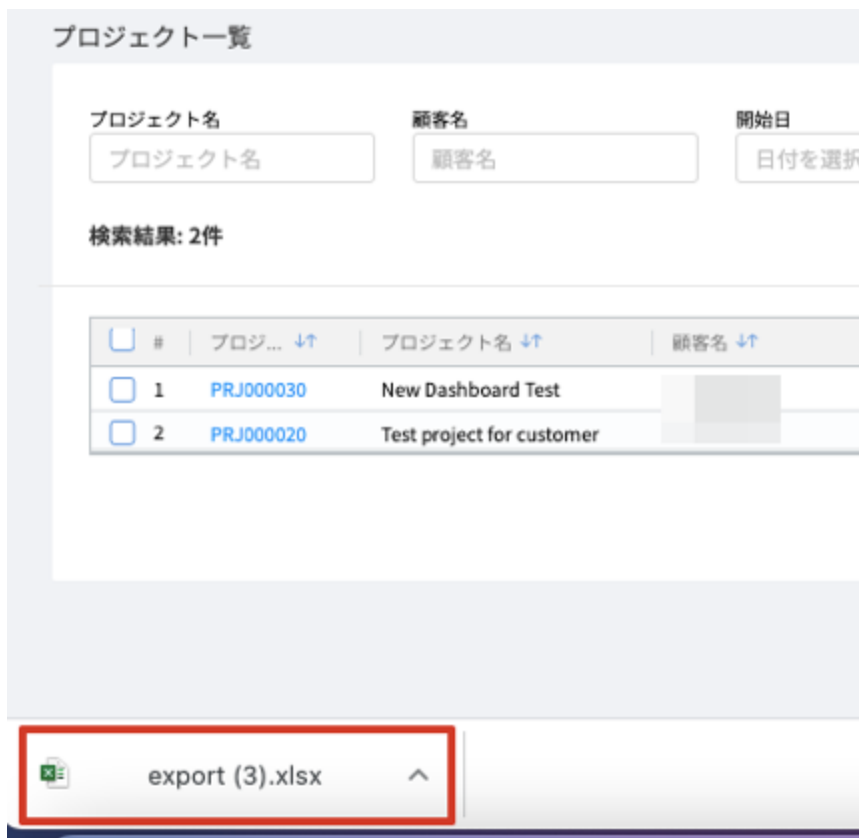 プロジェクト一覧
プロジェクト名 顧客名 開始日
プロジェクト名 顧客名 日付を選択
検索結果: 2件
# プロジ... プロジェクト名 顧客名
1 PRJ000030 New Dashboard Test
2 PRJ000020 Test project for customer
export (3).xlsx